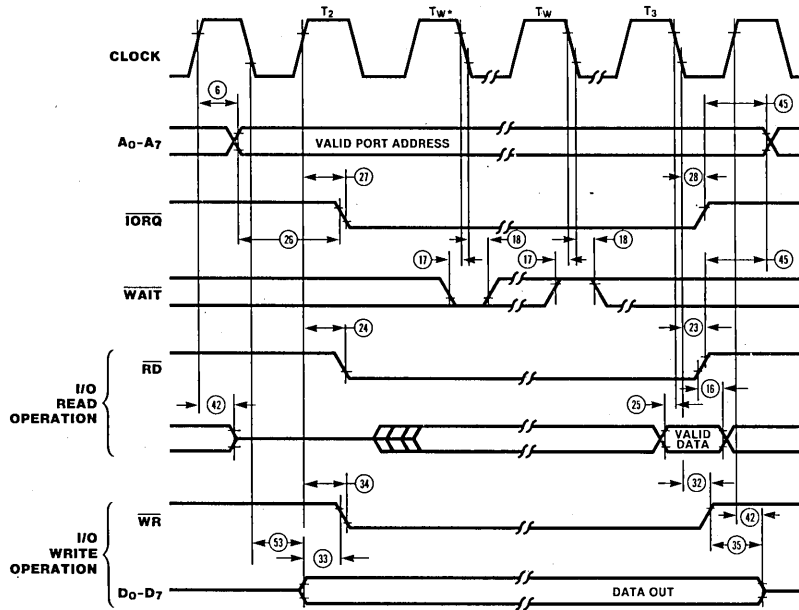 T2 TW* TW T3
CLOCK
6 45
A0-A7 VALID PORT ADDRESS
27 28
IORQ
26
17 18 17 18 45
WAIT
24 23
RD
I/O
READ
OPERATION
42 25 16
VALID
DATA
34 32
WR
42
I/O
WRITE
OPERATION
53 33 35
D0-D7 DATA OUT